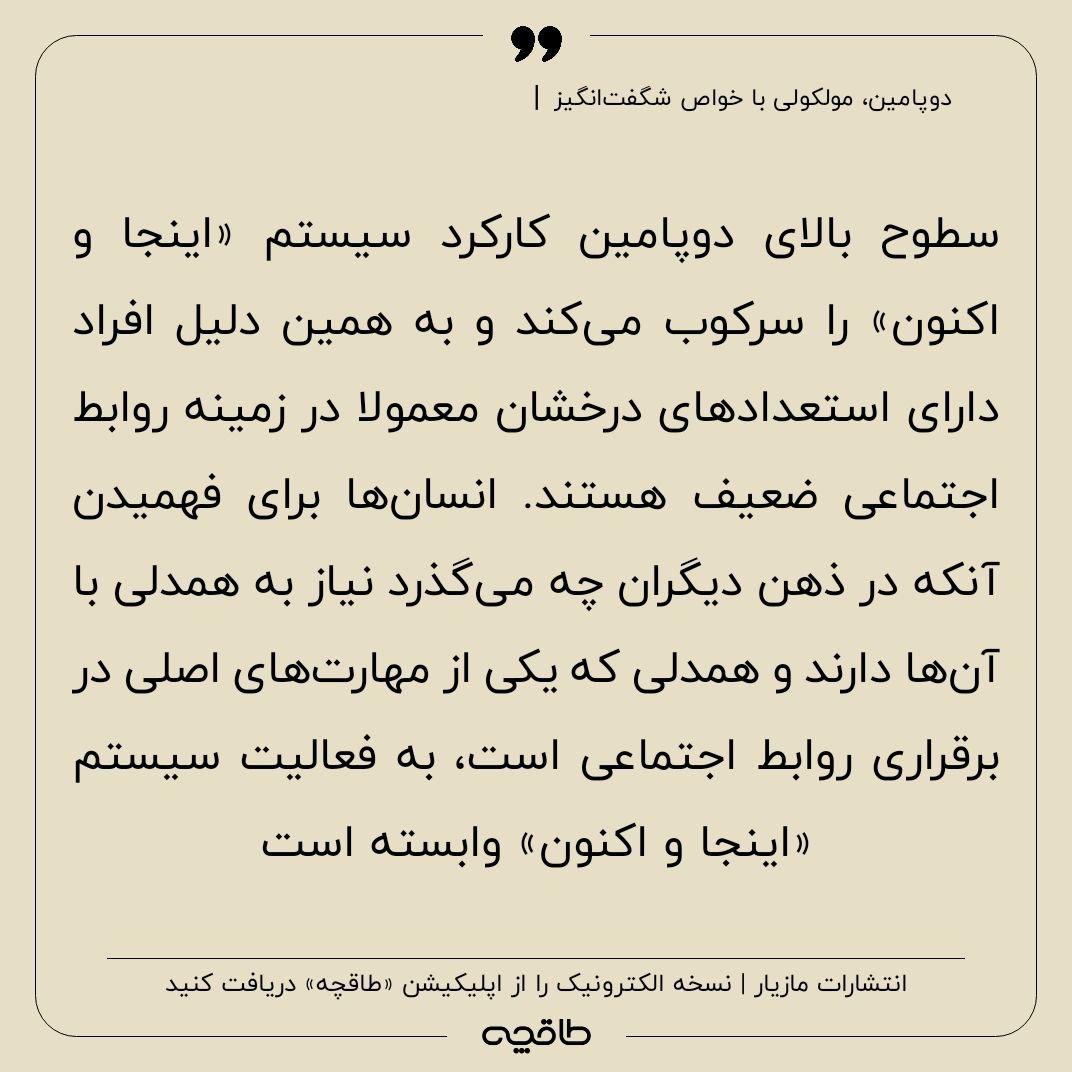 دوپامین، مولکولی با خواص شگفت‌انگیز |
سطوح بالای دوپامین کارکرد سیستم «اینجا و
اکنون» را سرکوب می‌کند و به همین دلیل افراد
دارای استعدادهای درخشان معمولا در زمینه روابط
اجتماعی ضعیف هستند. انسان‌ها برای فهمیدن
آنکه در ذهن دیگران چه می‌گذرد نیاز به همدلی با
آن‌ها دارند و همدلی که یکی از مهارت‌های اصلی در
برقراری روابط اجتماعی است، به فعالیت سیستم
«اینجا و اکنون» وابسته است
انتشارات مازیار | نسخه الکترونیک را از اپلیکیشن «طاقچه» دریافت کنید
طاقچه